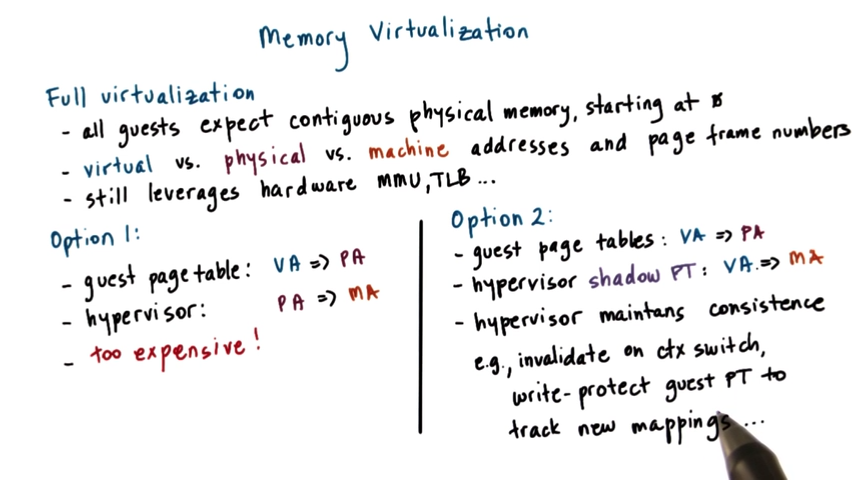 Memory Virtualization
Full virtualization
- all guests expect contiguous physical memory, starting at 0
- virtual vs. physical vs. machine addresses and page frame numbers
- still leverages hardware MMU, TLB...
Option 1:
- guest page table: VA => PA
- hypervisor: PA => MA
- too expensive!
Option 2:
- guest page tables: VA => PA
- hypervisor shadow PT: VA => MA
- hypervisor maintans consistence
e.g., invalidate on ctx switch,
write-protect guest PT to
track new mappings ...